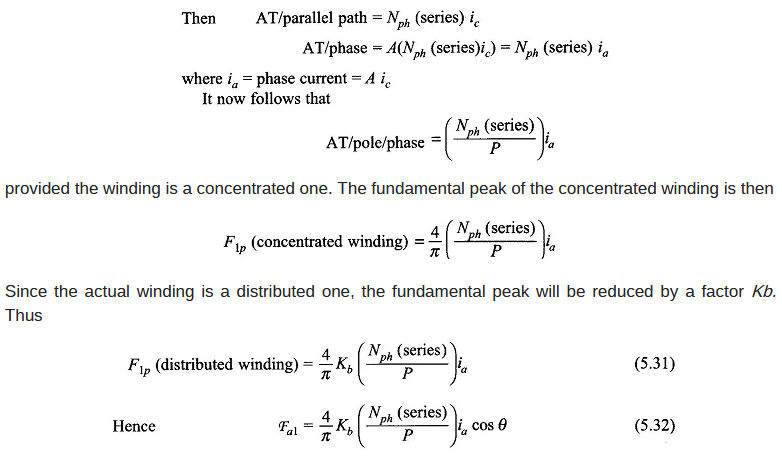 Then AT/parallel path = N_ph (series) i_c
AT/phase = A(N_ph (series)i_c) = N_ph (series) i_a
where i_a = phase current = A i_c
It now follows that
AT/pole/phase = (N_ph (series) / P) i_a
provided the winding is a concentrated one. The fundamental peak of the concentrated winding is then
F_1p (concentrated winding) = 4/π (N_ph (series) / P) i_a
Since the actual winding is a distributed one, the fundamental peak will be reduced by a factor Kb.
Thus
F_1p (distributed winding) = 4/π K_b (N_ph (series) / P) i_a (5.31)
Hence ℱ_a1 = 4/π K_b (N_ph (series) / P) i_a cos θ (5.32)